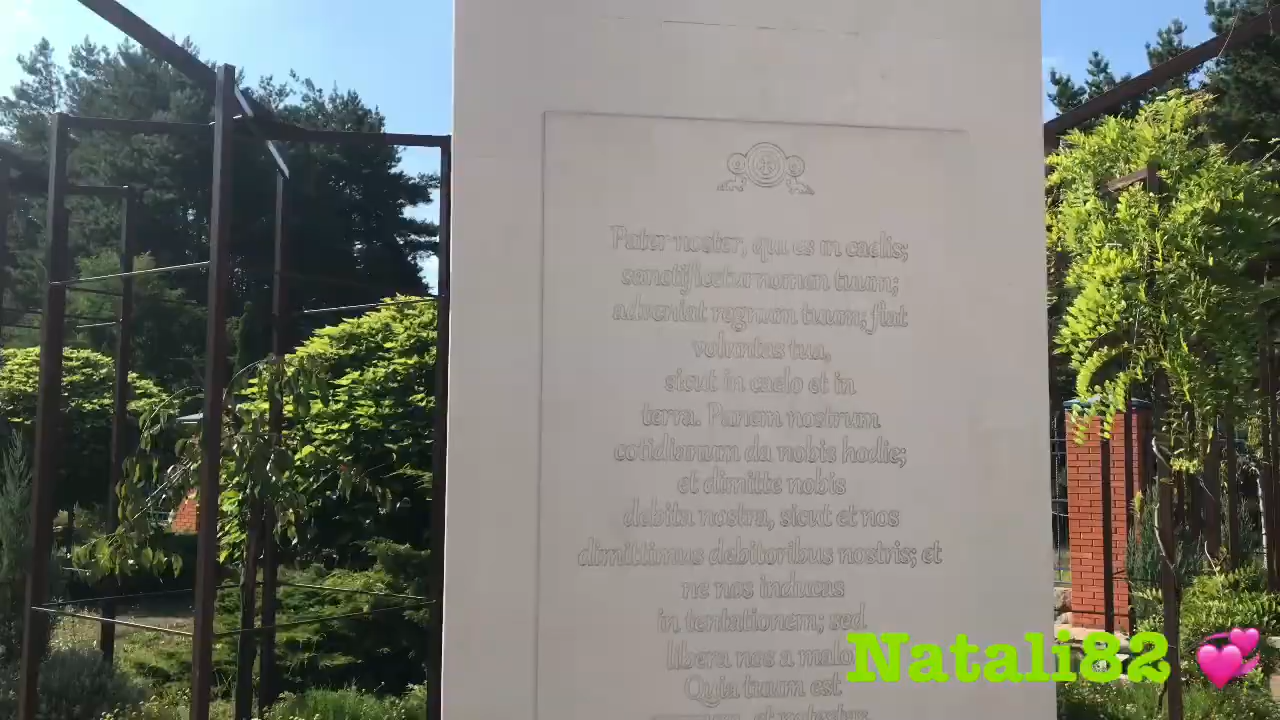 Pater noster, qui es in caelis;
sanctificetur nomen tuum;
adveniat regnum tuum; fiat
voluntas tua,
sicut in caelo et in
terra. Panem nostrum
cotidianum da nobis hodie;
et dimitte nobis
debita nostra, sicut et nos
dimittimus debitoribus nostris; et
ne nos inducas
in tentationem; sed
libera nos a malo
Quia tuum est
et potestas
Natali82 💞